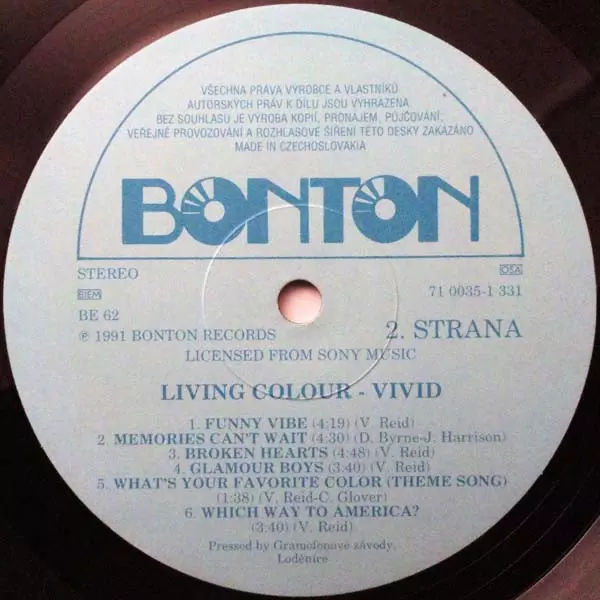 VŠECHNA PRÁVA VÝROBCE A VLASTNÍKŮ
AUTORSKÝCH PRÁV K DÍLU JSOU VYHRAZENA
BEZ SOUHLASU JE VÝROBA KOPIÍ, PRONÁJEM, PŮJČOVÁNÍ,
VEŘEJNÉ PROVOZOVÁNÍ A ROZHLASOVÉ ŠÍŘENÍ TÉTO DESKY ZAKÁZÁNO
MADE IN CZECHOSLOVAKIA
BONTON
STEREO
OSA
BIEM
71 0035-1 331
BE 62
2. STRANA
℗ 1991 BONTON RECORDS
LICENSED FROM SONY MUSIC
LIVING COLOUR - VIVID
1. FUNNY VIBE (4:19) (V. Reid)
2. MEMORIES CAN'T WAIT (4:30) (D. Byrne-J. Harrison)
3. BROKEN HEARTS (4:48) (V. Reid)
4. GLAMOUR BOYS (3:40) (V. Reid)
5. WHAT'S YOUR FAVORITE COLOR (THEME SONG)
(1:38) (V. Reid-C. Glover)
6. WHICH WAY TO AMERICA?
(3:40) (V. Reid)
Pressed by Gramofonové závody,
Loděnice